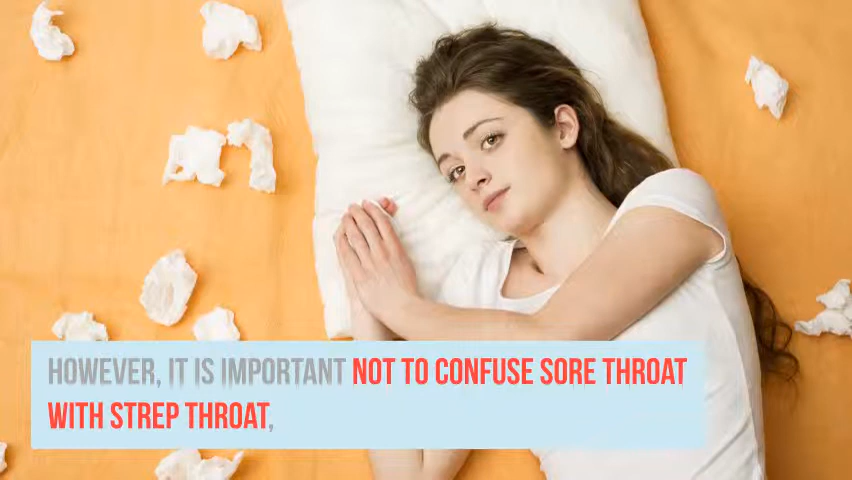 HOWEVER, IT IS IMPORTANT NOT TO CONFUSE SORE THROAT
WITH STREP THROAT,